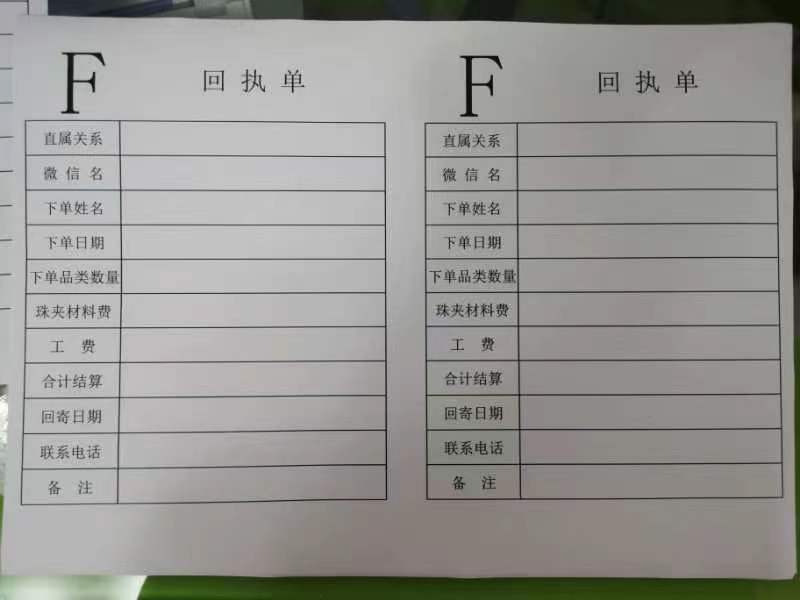 F 回执单
直属关系
微信名
下单姓名
下单日期
下单品类数量
珠夹材料费
工费
合计结算
回寄日期
联系电话
备注
F 回执单
直属关系
微信名
下单姓名
下单日期
下单品类数量
珠夹材料费
工费
合计结算
回寄日期
联系电话
备注